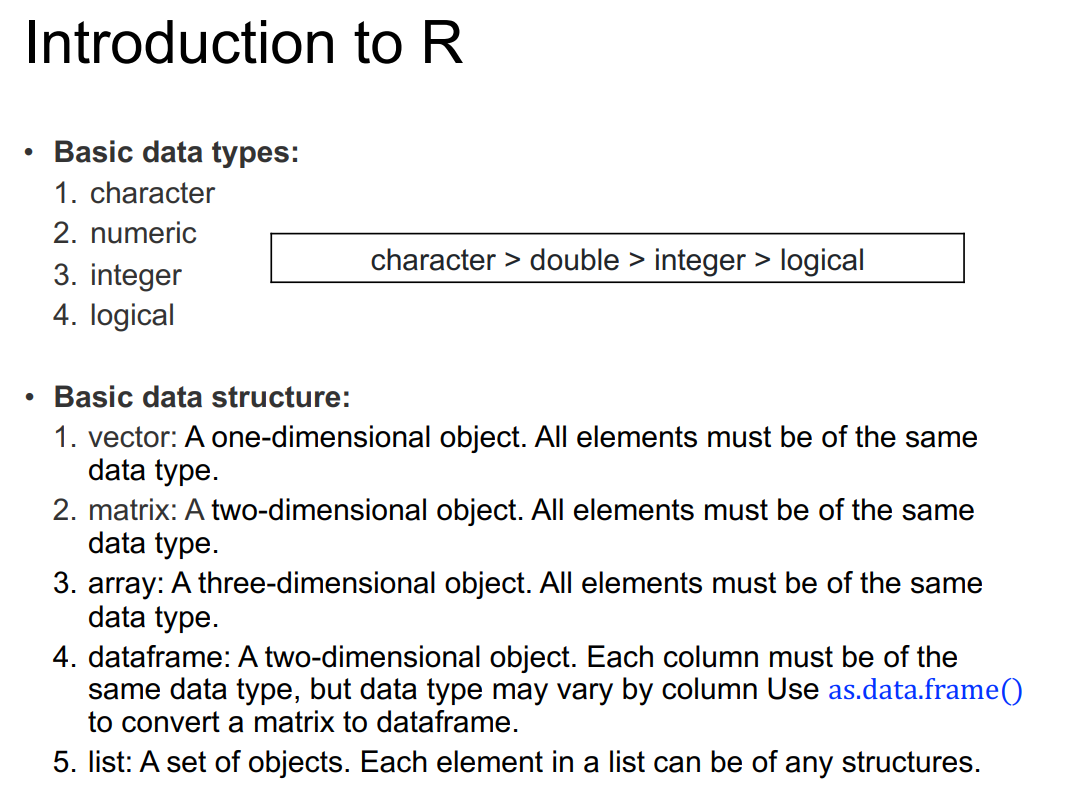 Introduction to R
• Basic data types:
1. character
2. numeric
character > double > integer > logical
3. integer
4. logical
• Basic data structure:
1. vector: A one-dimensional object. All elements must be of the same
data type.
2. matrix: A two-dimensional object. All elements must be of the same
data type.
3. array: A three-dimensional object. All elements must be of the same
data type.
4. dataframe: A two-dimensional object. Each column must be of the
same data type, but data type may vary by column Use as.data.frame()
to convert a matrix to dataframe.
5. list: A set of objects. Each element in a list can be of any structures.